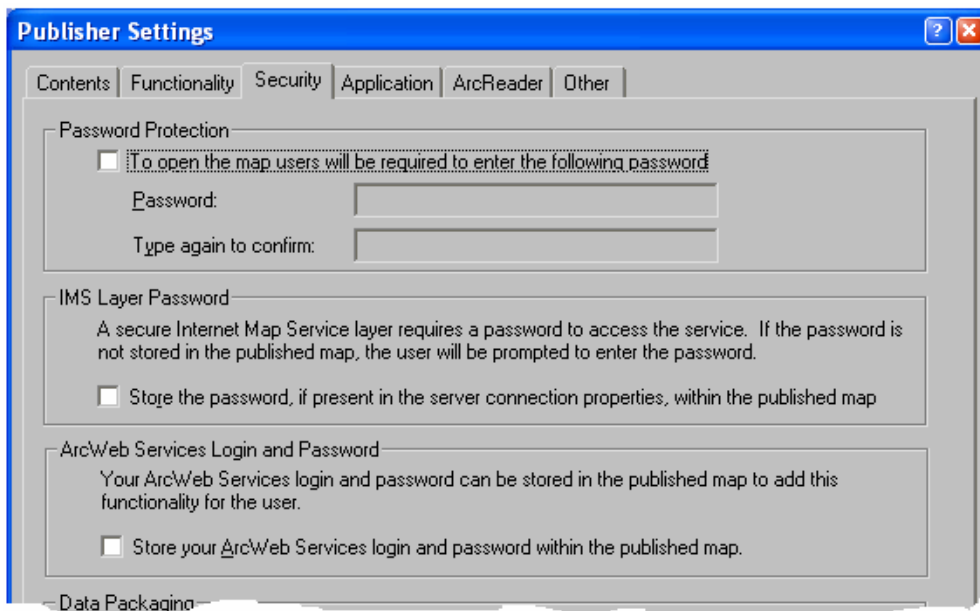 Publisher Settings
Contents Functionality Security Application ArcReader Other
Password Protection
To open the map users will be required to enter the following password
Password:
Type again to confirm:
IMS Layer Password
A secure Internet Map Service layer requires a password to access the service. If the password is
not stored in the published map, the user will be prompted to enter the password.
Store the password, if present in the server connection properties, within the published map
ArcWeb Services Login and Password
Your ArcWeb Services login and password can be stored in the published map to add this
functionality for the user.
Store your ArcWeb Services login and password within the published map.
Data Packaging